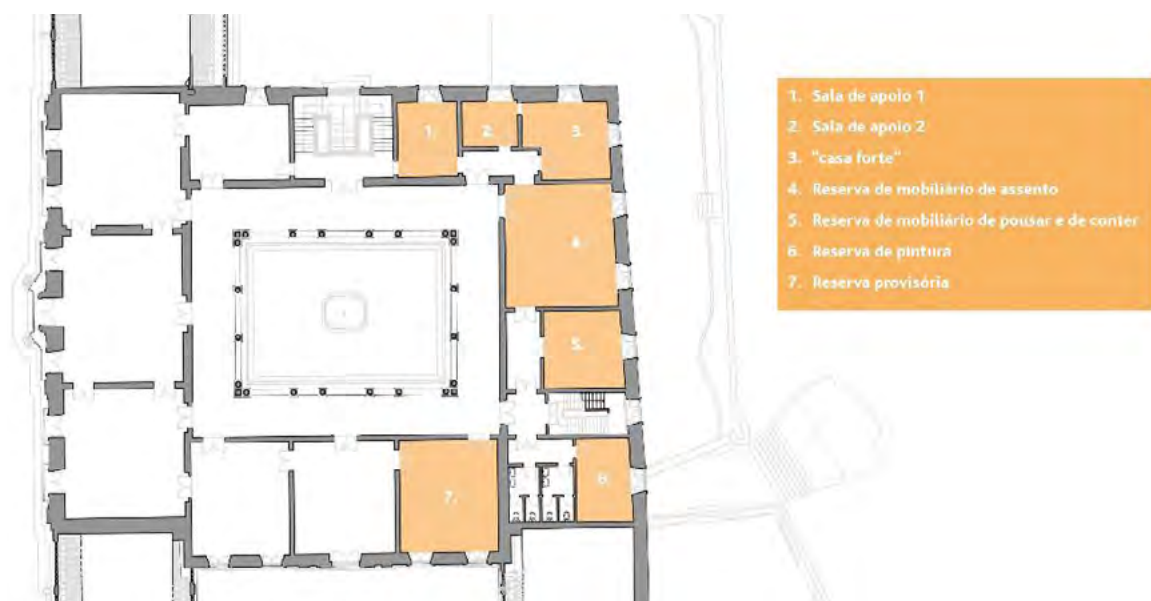 1. Sala de apoio 1
2. Sala de apoio 2
3. "casa forte"
4. Reserva de mobiliário de assento
5. Reserva de mobiliário de pousar e de conter
6. Reserva de pintura
7. Reserva provisória
1.
2.
3.
4.
5.
6.
7.